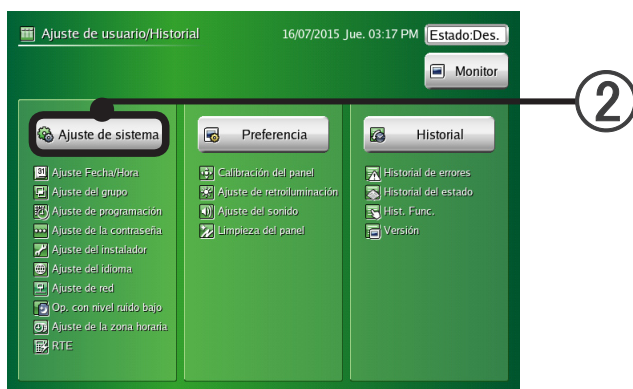 Ajuste de usuario/Historial
16/07/2015 Jue. 03:17 PM
Estado:Des.
Monitor
2
Ajuste de sistema
31 Ajuste Fecha/Hora
Ajuste del grupo
Ajuste de programación
Ajuste de la contraseña
Ajuste del instalador
Ajuste del idioma
Ajuste de red
Op. con nivel ruido bajo
Ajuste de la zona horaria
RTE
Preferencia
Calibración del panel
Ajuste de retroiluminación
Ajuste del sonido
Limpieza del panel
Historial
Historial de errores
Historial del estado
Hist. Func.
Versión